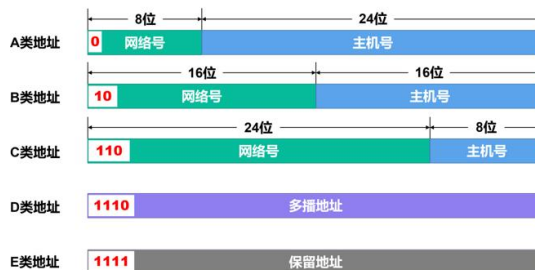 8位 24位
A类地址 0 网络号 主机号
16位 16位
B类地址 10 网络号 主机号
24位 8位
C类地址 110 网络号 主机号
D类地址 1110 多播地址
E类地址 1111 保留地址